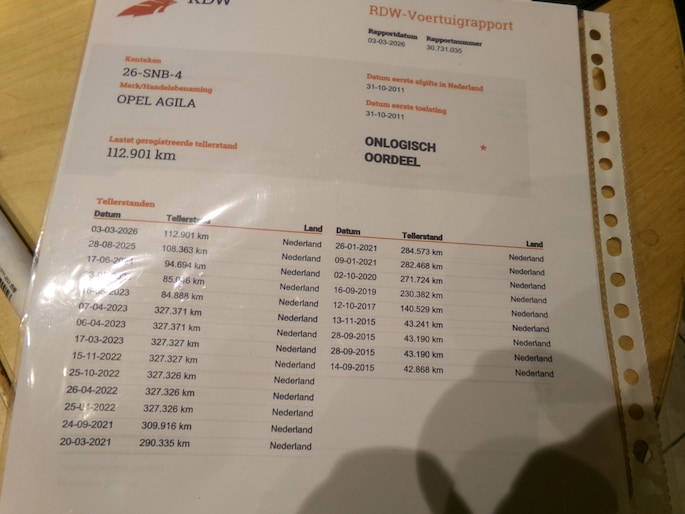 RDW
RDW-Voertuigrapport
Rapportdatum Rapportnummer
03-03-2026 30.731.035
Kenteken
26-SNB-4
Merk/Handelsbenaming
OPEL AGILA
Datum eerste afgifte in Nederland
31-10-2011
Datum eerste toelating
31-10-2011
Laatst geregistreerde tellerstand
112.901 km
ONLOGISCH *
OORDEEL
Tellerstanden
Datum Tellerstand Land
03-03-2026 112.901 km Nederland
28-08-2025 108.363 km Nederland
17-06- 94.694 km Nederland
km Nederland
2023 84.888 km Nederland
07-04-2023 327.371 km Nederland
06-04-2023 327.371 km Nederland
17-03-2023 327.327 km Nederland
15-11-2022 327.327 km Nederland
25-10-2022 327.326 km Nederland
26-04-2022 327.326 km Nederland
2022 327.326 km Nederland
24-09-2021 309.916 km Nederland
20-03-2021 290.335 km Nederland
Datum Tellerstand Land
26-01-2021 284.573 km Nederland
09-01-2021 282.468 km Nederland
02-10-2020 271.724 km Nederland
16-09-2019 230.382 km Nederland
12-10-2017 140.529 km Nederland
13-11-2015 43.241 km Nederland
28-09-2015 43.190 km Nederland
28-09-2015 43.190 km Nederland
14-09-2015 42.868 km Nederland